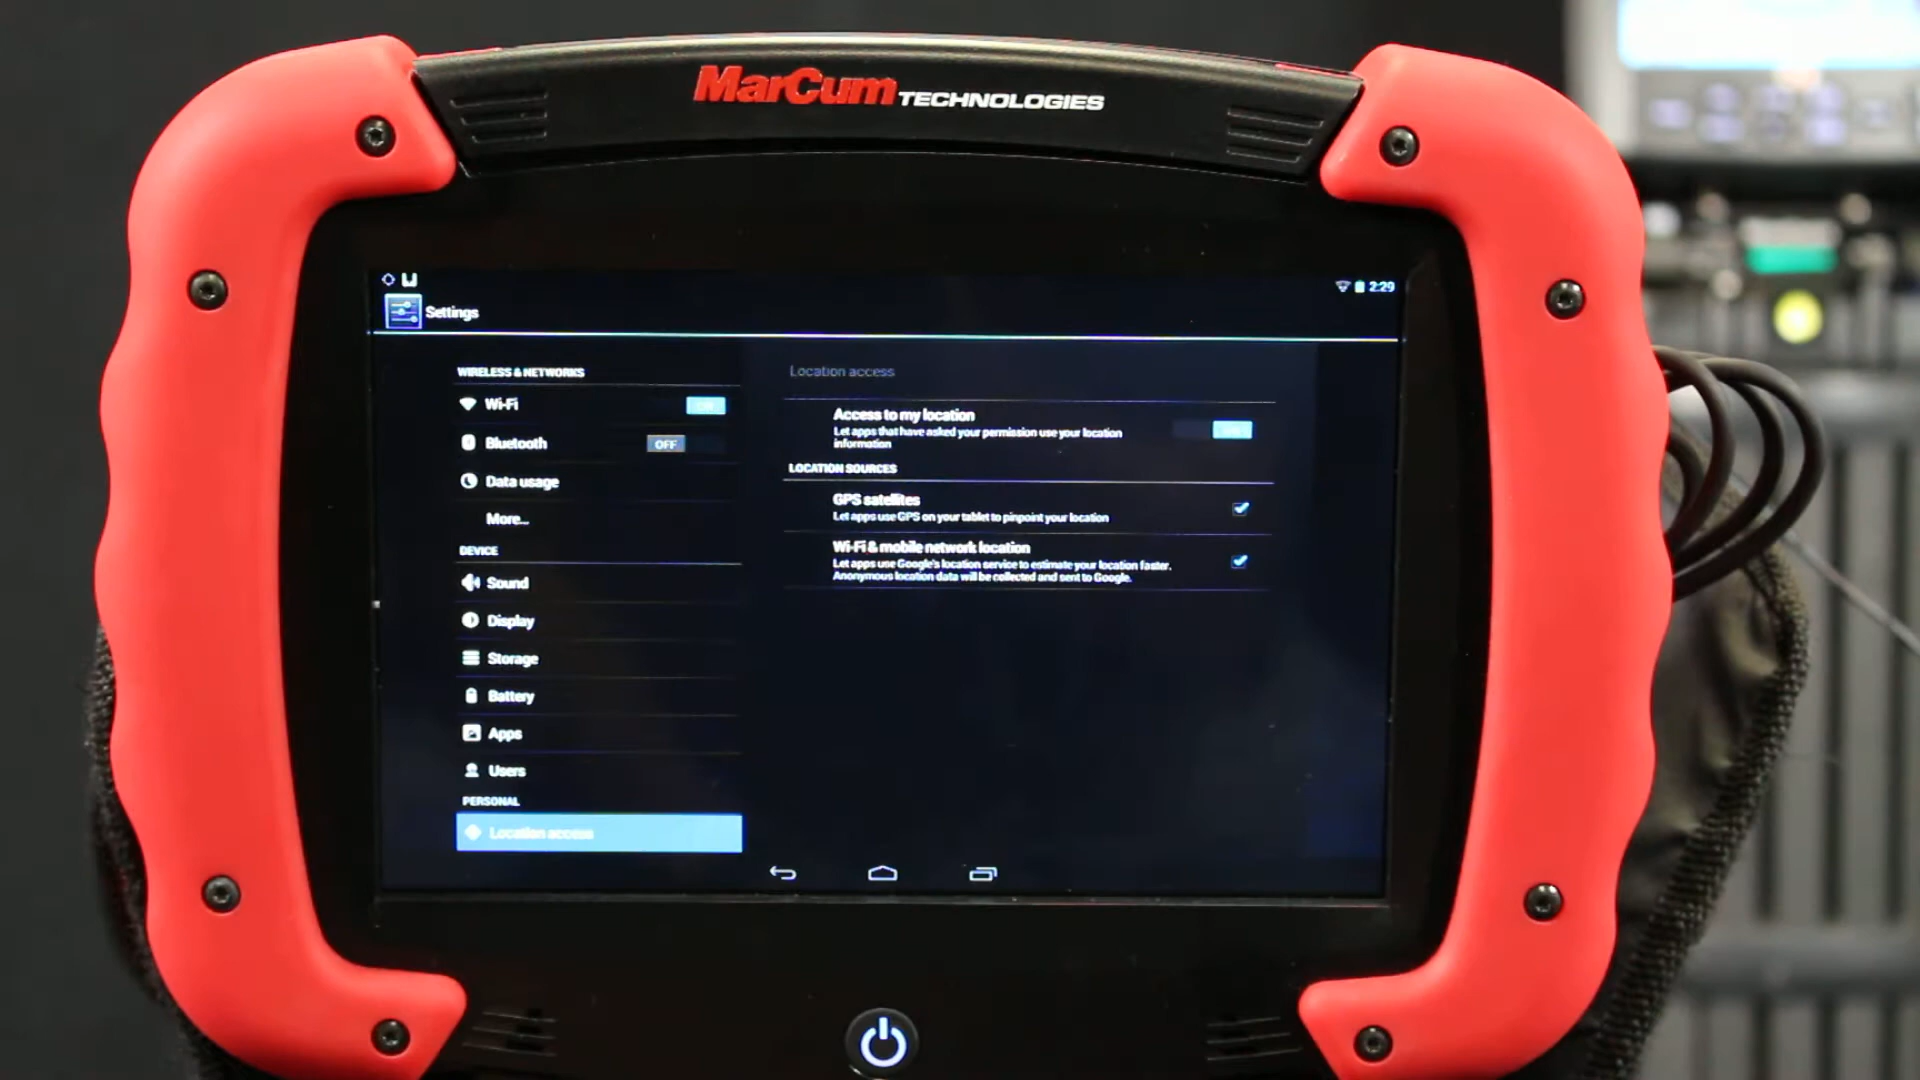 MarCum TECHNOLOGIES
2:29
Settings
WIRELESS & NETWORKS
Wi-Fi
Bluetooth OFF
Data usage
More...
DEVICE
Sound
Display
Storage
Battery
Apps
Users
PERSONAL
Location access
Location access
Access to my location
Let apps that have asked your permission use your location
information
LOCATION SOURCES
GPS satellites
Let apps use GPS on your tablet to pinpoint your location
Wi-Fi & mobile network location
Let apps use Google's location service to estimate your location faster.
Anonymous location data will be collected and sent to Google.